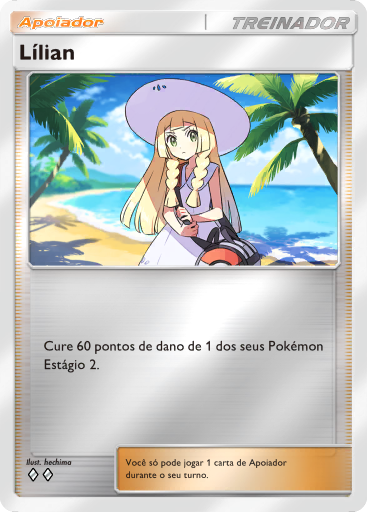 Apoiador
TREINADOR
Lílian
Cure 60 pontos de dano de 1 dos seus Pokémon
Estágio 2.
Ilust. hechima
Você só pode jogar 1 carta de Apoiador
durante o seu turno.